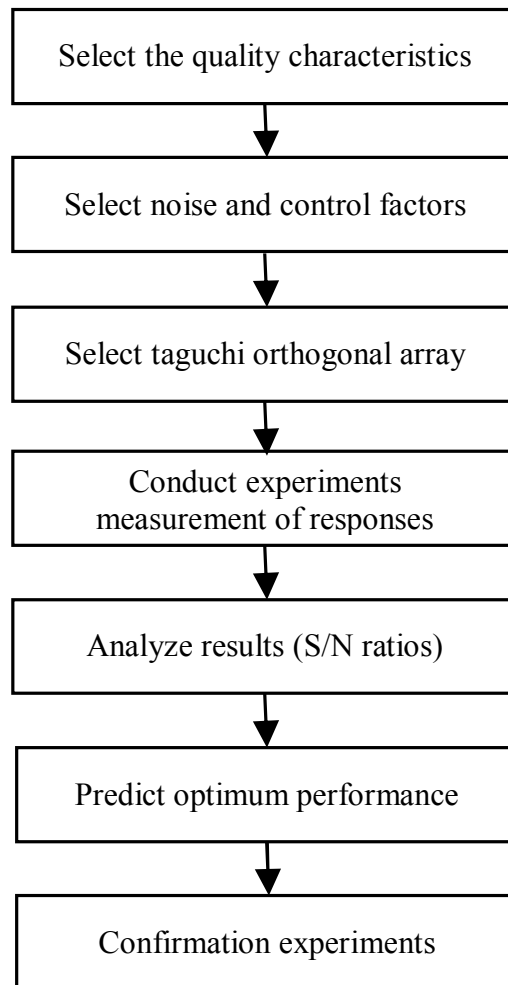 Select the quality characteristics
Select noise and control factors
Select taguchi orthogonal array
Conduct experiments
measurement of responses
Analyze results (S/N ratios)
Predict optimum performance
Confirmation experiments